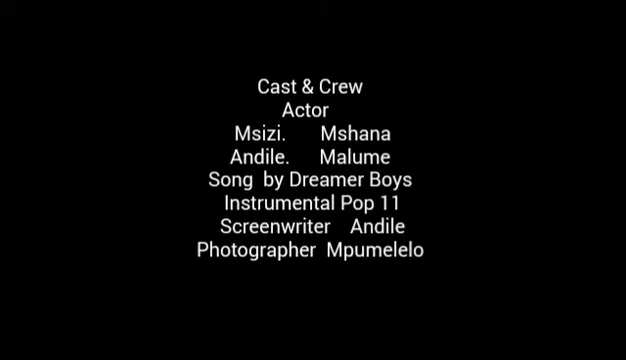 Cast & Crew
Actor
Msizi. Mshana
Andile. Malume
Song by Dreamer Boys
Instrumental Pop 11
Screenwriter Andile
Photographer Mpumelelo